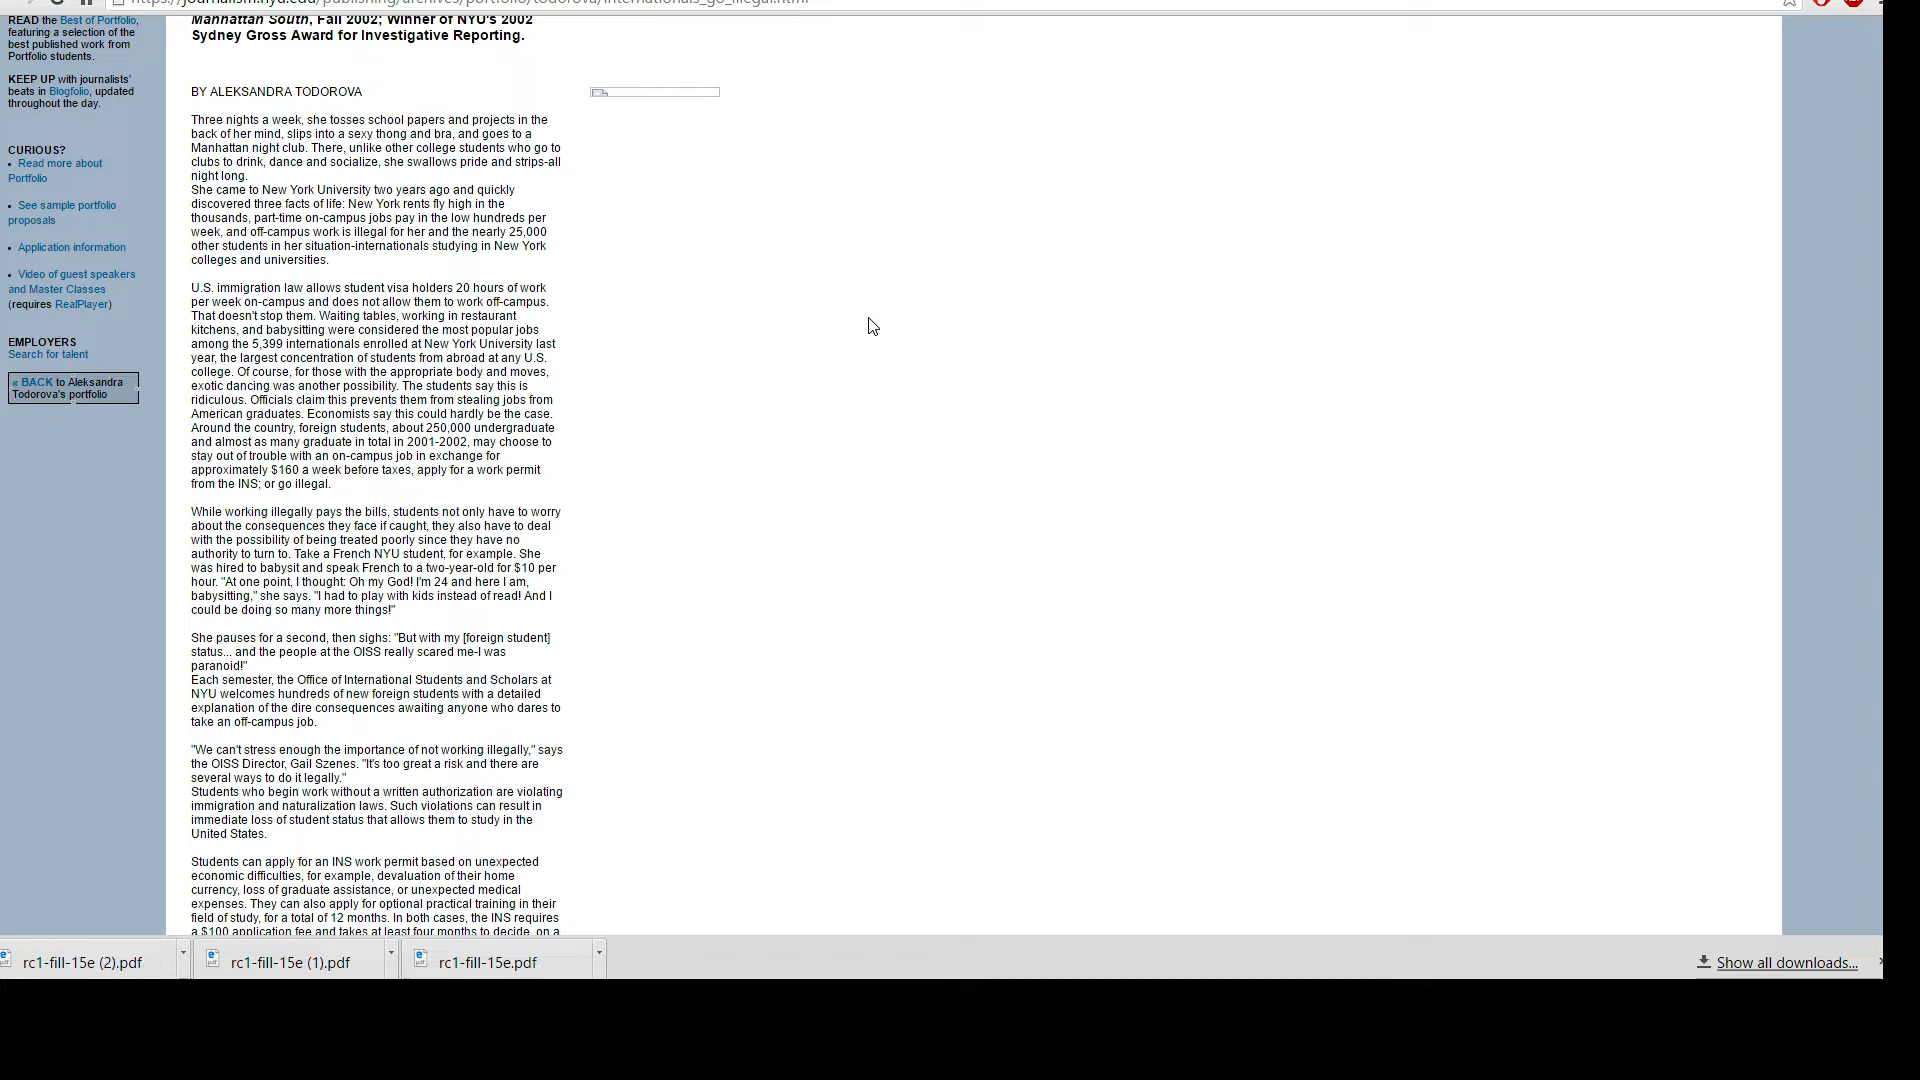 https://journalism.nyu.edu/publishing/archives/portfolio/todorova/internationals_go_illegal.html
READ the Best of Portfolio,
featuring a selection of the
best published work from
Portfolio students.
KEEP UP with journalists'
beats in Blogfolio, updated
throughout the day.
CURIOUS?
• Read more about
Portfolio
• See sample portfolio
proposals
• Application information
• Video of guest speakers
and Master Classes
(requires RealPlayer)
EMPLOYERS
Search for talent
« BACK to Aleksandra
Todorova's portfolio
Manhattan South, Fall 2002; Winner of NYU's 2002
Sydney Gross Award for Investigative Reporting.
BY ALEKSANDRA TODOROVA
Three nights a week, she tosses school papers and projects in the
back of her mind, slips into a sexy thong and bra, and goes to a
Manhattan night club. There, unlike other college students who go to
clubs to drink, dance and socialize, she swallows pride and strips-all
night long.
She came to New York University two years ago and quickly
discovered three facts of life: New York rents fly high in the
thousands, part-time on-campus jobs pay in the low hundreds per
week, and off-campus work is illegal for her and the nearly 25,000
other students in her situation-internationals studying in New York
colleges and universities.
U.S. immigration law allows student visa holders 20 hours of work
per week on-campus and does not allow them to work off-campus.
That doesn't stop them. Waiting tables, working in restaurant
kitchens, and babysitting were considered the most popular jobs
among the 5,399 internationals enrolled at New York University last
year, the largest concentration of students from abroad at any U.S.
college. Of course, for those with the appropriate body and moves,
exotic dancing was another possibility. The students say this is
ridiculous. Officials claim this prevents them from stealing jobs from
American graduates. Economists say this could hardly be the case.
Around the country, foreign students, about 250,000 undergraduate
and almost as many graduate in total in 2001-2002, may choose to
stay out of trouble with an on-campus job in exchange for
approximately $160 a week before taxes, apply for a work permit
from the INS; or go illegal.
While working illegally pays the bills, students not only have to worry
about the consequences they face if caught, they also have to deal
with the possibility of being treated poorly since they have no
authority to turn to. Take a French NYU student, for example. She
was hired to babysit and speak French to a two-year-old for $10 per
hour. "At one point, I thought: Oh my God! I'm 24 and here I am,
babysitting," she says. "I had to play with kids instead of read! And I
could be doing so many more things!"
She pauses for a second, then sighs: "But with my [foreign student]
status... and the people at the OISS really scared me-I was
paranoid!"
Each semester, the Office of International Students and Scholars at
NYU welcomes hundreds of new foreign students with a detailed
explanation of the dire consequences awaiting anyone who dares to
take an off-campus job.
"We can't stress enough the importance of not working illegally," says
the OISS Director, Gail Szenes. "It's too great a risk and there are
several ways to do it legally."
Students who begin work without a written authorization are violating
immigration and naturalization laws. Such violations can result in
immediate loss of student status that allows them to study in the
United States.
Students can apply for an INS work permit based on unexpected
economic difficulties, for example, devaluation of their home
currency, loss of graduate assistance, or unexpected medical
expenses. They can also apply for optional practical training in their
field of study, for a total of 12 months. In both cases, the INS requires
a $100 application fee and takes at least four months to decide, on a
rc1-fill-15e (2).pdf
rc1-fill-15e (1).pdf
rc1-fill-15e.pdf
Show all downloads...